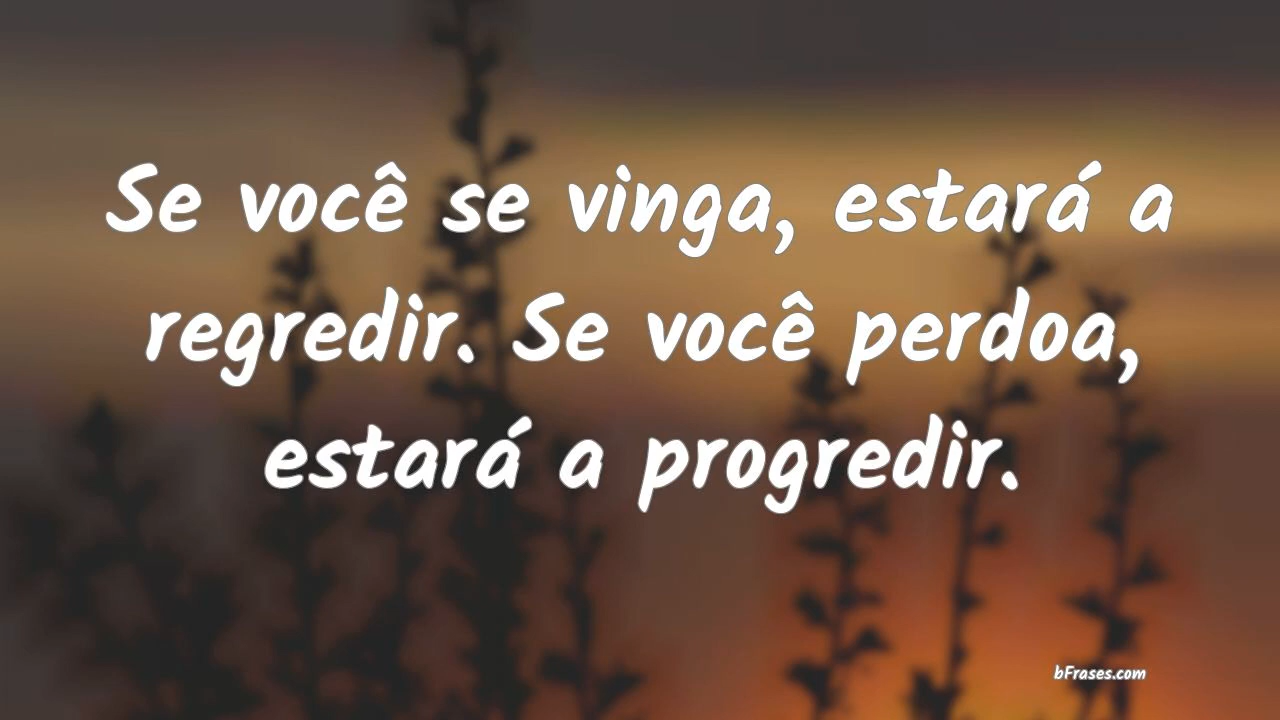 Se você se vinga, estará a
regredir. Se você perdoa,
estará a progredir.
bFrases.com